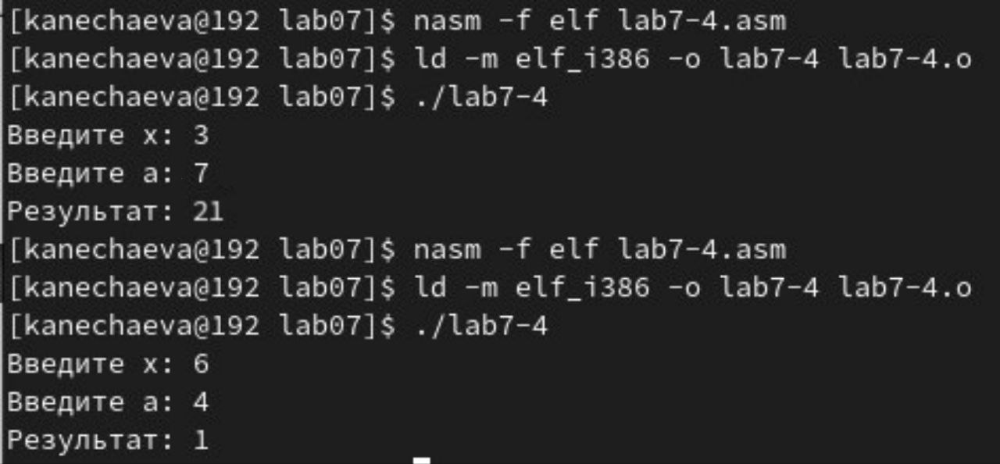 [kanechaeva@192 lab07]$ nasm -f elf lab7-4.asm
[kanechaeva@192 lab07]$ ld -m elf_i386 -o lab7-4 lab7-4.o
[kanechaeva@192 lab07]$ ./lab7-4
Введите x: 3
Введите a: 7
Результат: 21
[kanechaeva@192 lab07]$ nasm -f elf lab7-4.asm
[kanechaeva@192 lab07]$ ld -m elf_i386 -o lab7-4 lab7-4.o
[kanechaeva@192 lab07]$ ./lab7-4
Введите x: 6
Введите a: 4
Результат: 1